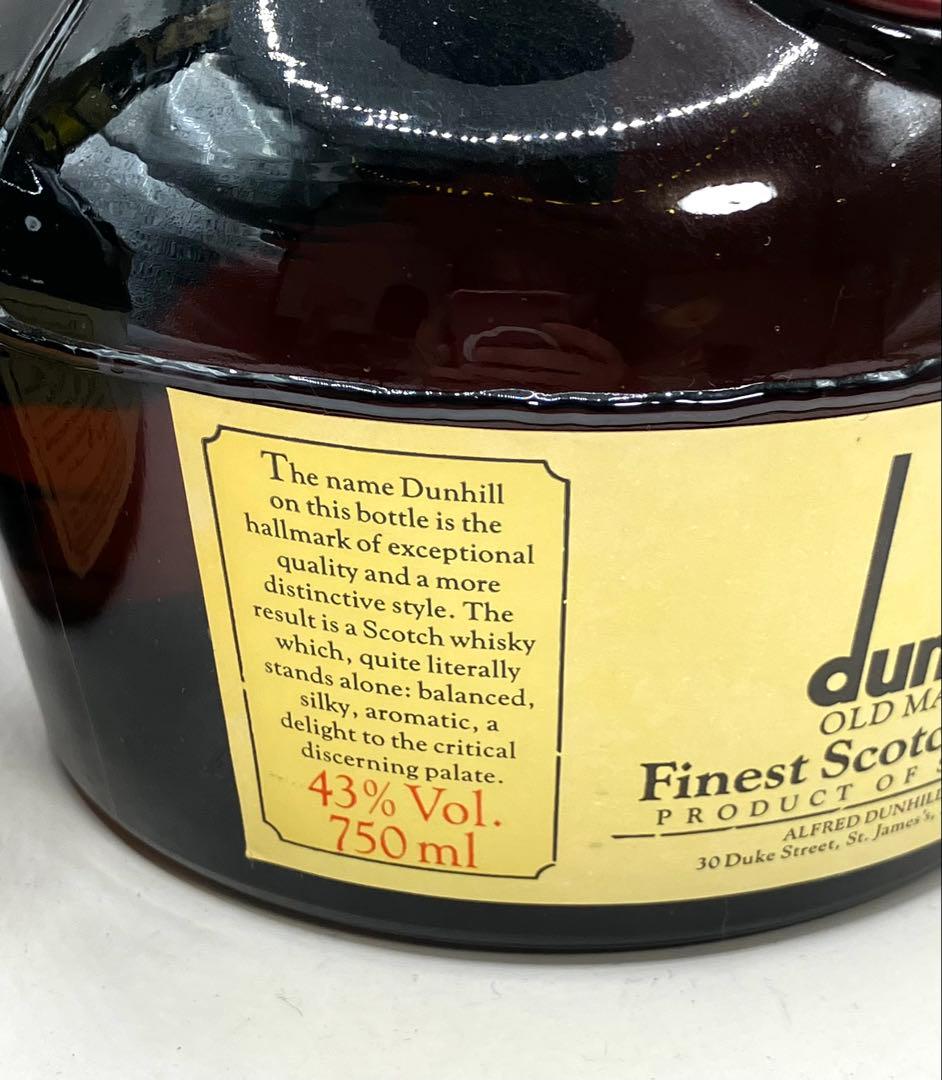 The name Dunhill
on this bottle is the
hallmark of exceptional
quality and a more
distinctive style. The
result is a Scotch whisky
which, quite literally
stands alone: balanced,
silky, aromatic, a
delight to the critical
discerning palate.
43% Vol.
750 ml
dun
OLD MA
Finest Scotc
PRODUCT OF S
ALFRED DUNHILL
30 Duke Street, St. James's,